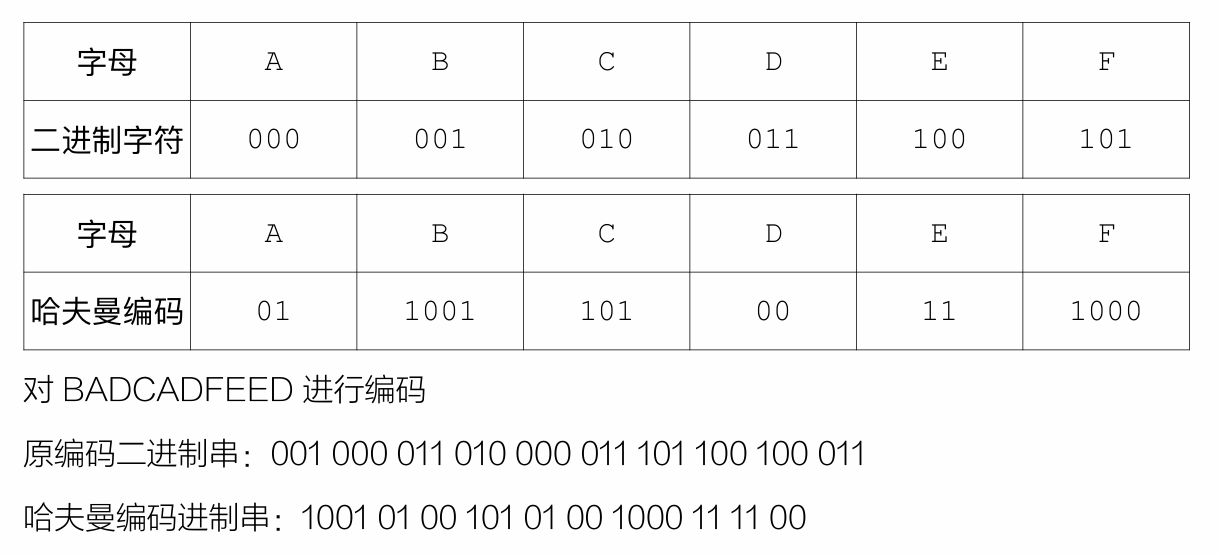 字母 A B C D E F
二进制字符 000 001 010 011 100 101
字母 A B C D E F
哈夫曼编码 01 1001 101 00 11 1000
对 BADCADFEED 进行编码
原编码二进制串：001 000 011 010 000 011 101 100 100 011
哈夫曼编码进制串：1001 01 00 101 01 00 1000 11 11 00